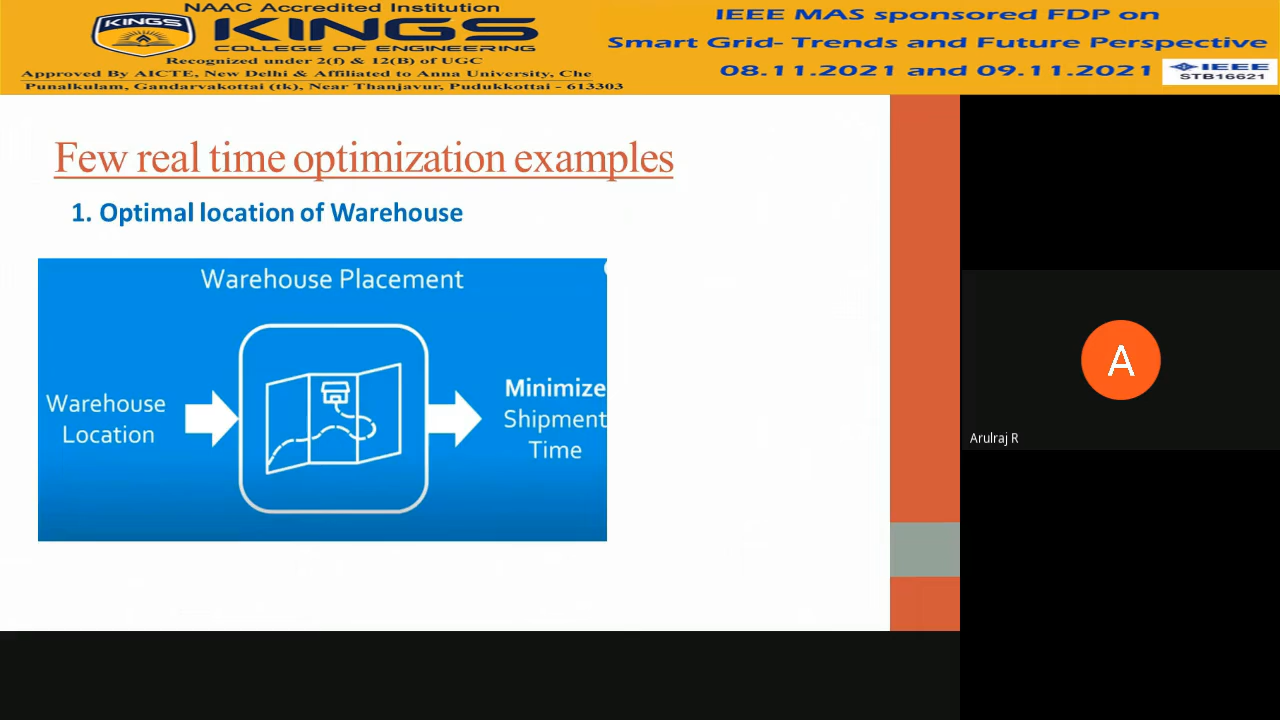 NAAC Accredited Institution
KINGS
KINGS
COLLEGE OF ENGINEERING
Recognized under 2(f) & 12(B) of UGC
Approved By AICTE, New Delhi & Affiliated to Anna University, Che
Punalkulam, Gandarvakottai (tk), Near Thanjavur, Pudukkottai - 613303
IEEE MAS sponsored FDP on
Smart Grid- Trends and Future Perspective
08.11.2021 and 09.11.2021
IEEE
STB16621
Few real time optimization examples
1. Optimal location of Warehouse
Warehouse Placement
Warehouse
Location
Minimize
Shipment
Time
A
Arulraj R